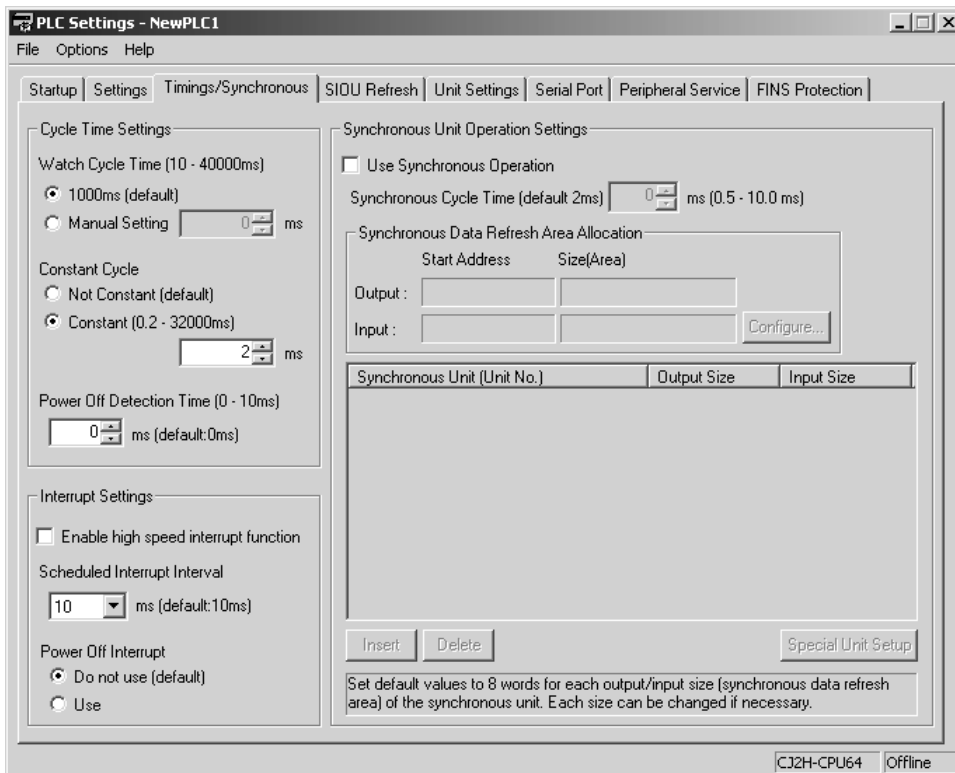 PLC Settings - NewPLC1
File Options Help
Startup Settings Timings/Synchronous SIOU Refresh Unit Settings Serial Port Peripheral Service FINS Protection
Cycle Time Settings
Watch Cycle Time (10 - 40000ms)
1000ms (default)
Manual Setting 0 ms
Constant Cycle
Not Constant (default)
Constant (0.2 - 32000ms)
2 ms
Power Off Detection Time (0 - 10ms)
0 ms (default:0ms)
Interrupt Settings
Enable high speed interrupt function
Scheduled Interrupt Interval
10 ms (default:10ms)
Power Off Interrupt
Do not use (default)
Use
Synchronous Unit Operation Settings
Use Synchronous Operation
Synchronous Cycle Time (default 2ms) 0 ms (0.5 - 10.0 ms)
Synchronous Data Refresh Area Allocation
Start Address Size(Area)
Output :
Input : Configure...
Synchronous Unit (Unit No.) Output Size Input Size
Insert Delete Special Unit Setup
Set default values to 8 words for each output/input size (synchronous data refresh
area) of the synchronous unit. Each size can be changed if necessary.
CJ2H-CPU64 Offline